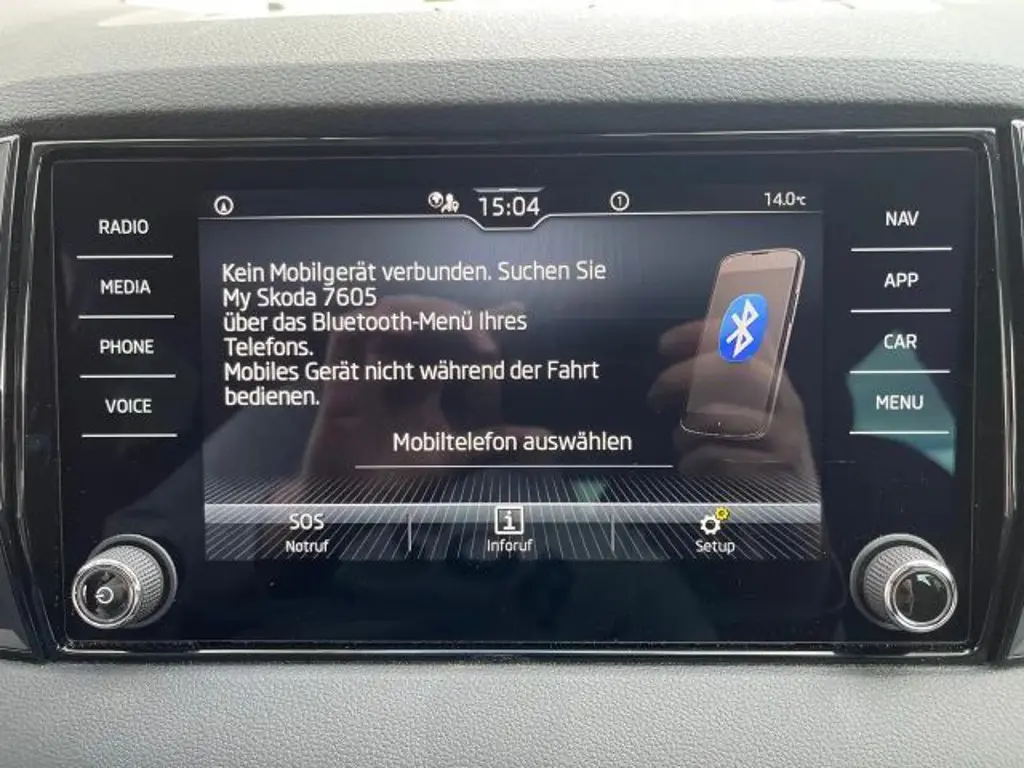 15:04
1
14.0°C
RADIO
MEDIA
PHONE
VOICE
Kein Mobilgerät verbunden. Suchen Sie
My Skoda 7605
über das Bluetooth-Menü Ihres
Telefons.
Mobiles Gerät nicht während der Fahrt
bedienen.
Mobiltelefon auswählen
SOS
Notruf
i
Inforuf
Setup
NAV
APP
CAR
MENU